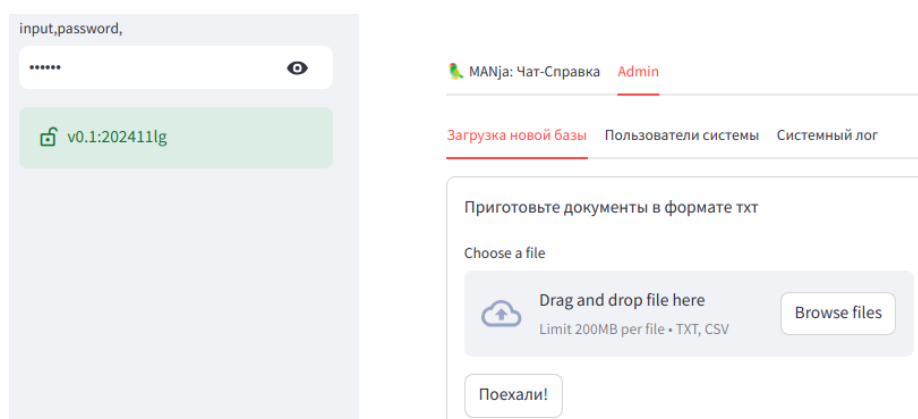 input,password,
••••••
v0.1:202411lg
🦜 MANja: Чат-Справка Admin
Загрузка новой базы Пользователи системы Системный лог
Приготовьте документы в формате тхт
Choose a file
Drag and drop file here
Limit 200MB per file • TXT, CSV
Browse files
Поехали!